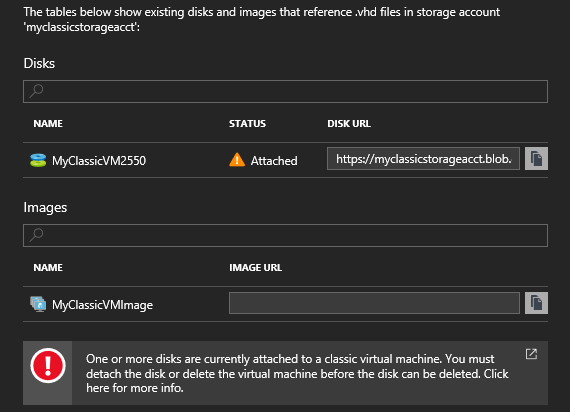 The tables below show existing disks and images that reference .vhd files in storage account
'myclassicstorageacct':
Disks
NAME STATUS DISK URL
MyClassicVM2550 Attached https://myclassicstorageacct.blob.
Images
NAME IMAGE URL
MyClassicVMImage
One or more disks are currently attached to a classic virtual machine. You must
detach the disk or delete the virtual machine before the disk can be deleted. Click
here for more info.